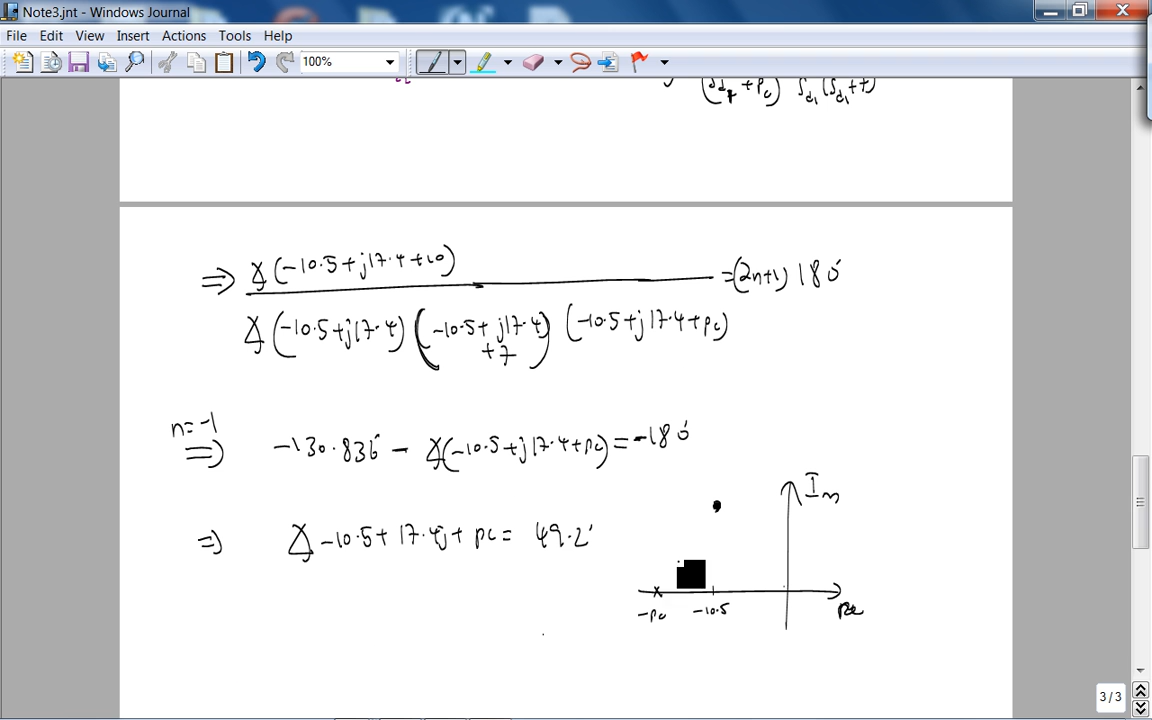 Note3.jnt - Windows Journal
File Edit View Insert Actions Tools Help
100%
⇒ ∡(-10.5+j17.4+10)
=(2n+1) 180°
∡(-10.5+j17.4) (-10.5+j17.4 +7) (-10.5+j17.4+pc)
n=-1
⇒ -130.836° - ∡(-10.5+j17.4+pc)=-180°
Im
⇒ ∡-10.5+17.4j+pc= 49.2°
-pc -10.5 Re
3/3